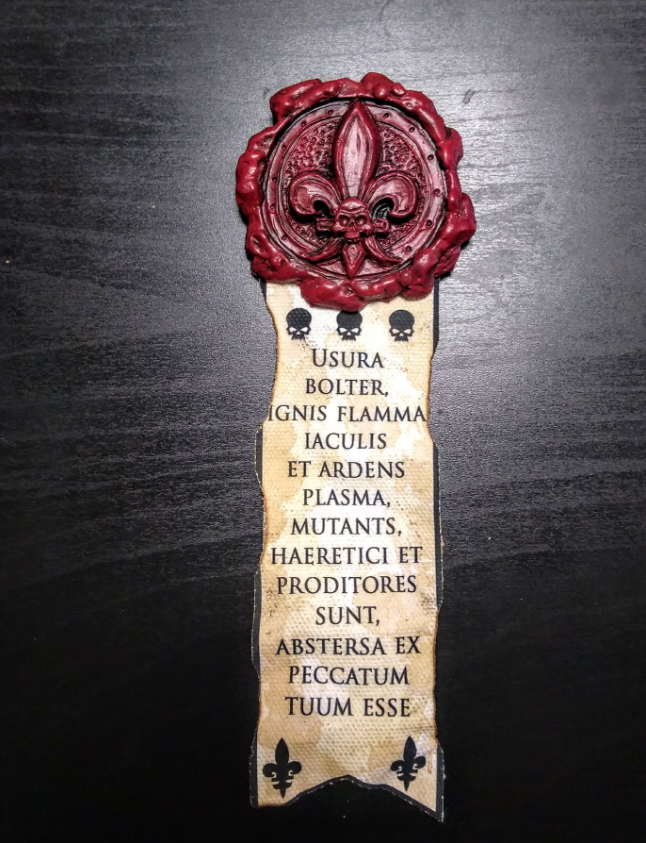 Usura
bolter,
ignis flamma
iaculis
et ardens
plasma,
mutants,
haeretici et
proditores
sunt,
abstersa ex
peccatum
tuum esse